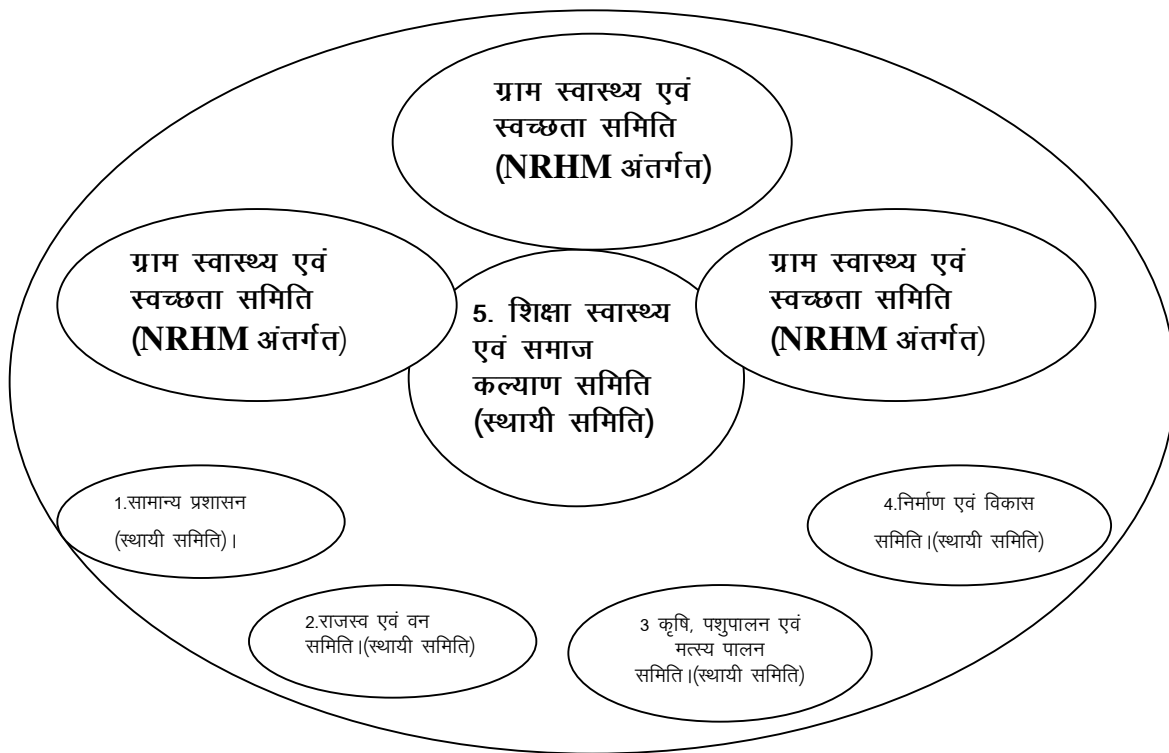 ग्राम स्वास्थ्य एवं
स्वच्छता समिति
(NRHM अंतर्गत)
ग्राम स्वास्थ्य एवं
स्वच्छता समिति
(NRHM अंतर्गत)
ग्राम स्वास्थ्य एवं
स्वच्छता समिति
(NRHM अंतर्गत)
5. शिक्षा स्वास्थ्य
एवं समाज
कल्याण समिति
(स्थायी समिति)
1.सामान्य प्रशासन
(स्थायी समिति)।
2.राजस्व एवं वन
समिति।(स्थायी समिति)
3 कृषि, पशुपालन एवं
मत्स्य पालन
समिति।(स्थायी समिति)
4.निर्माण एवं विकास
समिति।(स्थायी समिति)